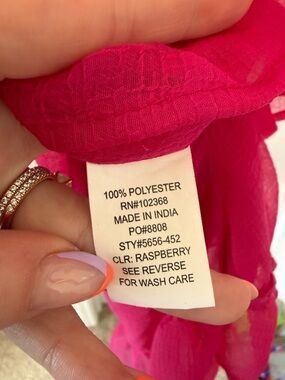 100% POLYESTER
RN#102368
MADE IN INDIA
PO#8808
STY#5656-452
CLR: RASPBERRY
SEE REVERSE
FOR WASH CARE